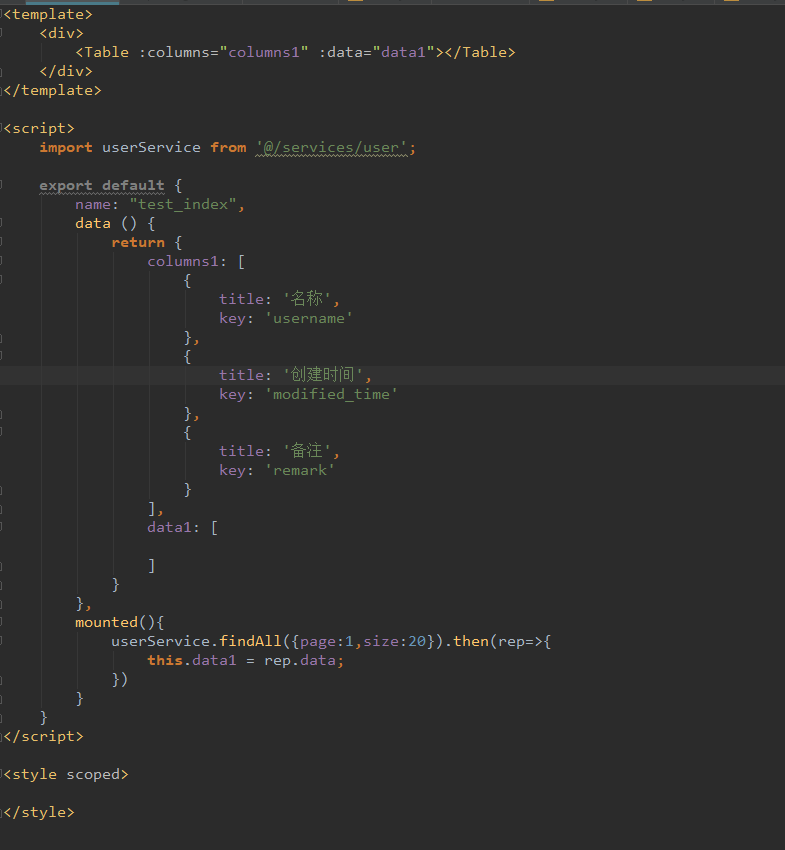 <template>
    <div>
        <Table :columns="columns1" :data="data1"></Table>
    </div>
</template>

<script>
    import userService from '@/services/user';

    export default {
        name: "test_index",
        data () {
            return {
                columns1: [
                    {
                        title: '名称',
                        key: 'username'
                    },
                    {
                        title: '创建时间',
                        key: 'modified_time'
                    },
                    {
                        title: '备注',
                        key: 'remark'
                    }
                ],
                data1: [

                ]
            }
        },
        mounted(){
            userService.findAll({page:1,size:20}).then(rep=>{
                this.data1 = rep.data;
            })
        }
    }
</script>

<style scoped>

</style>